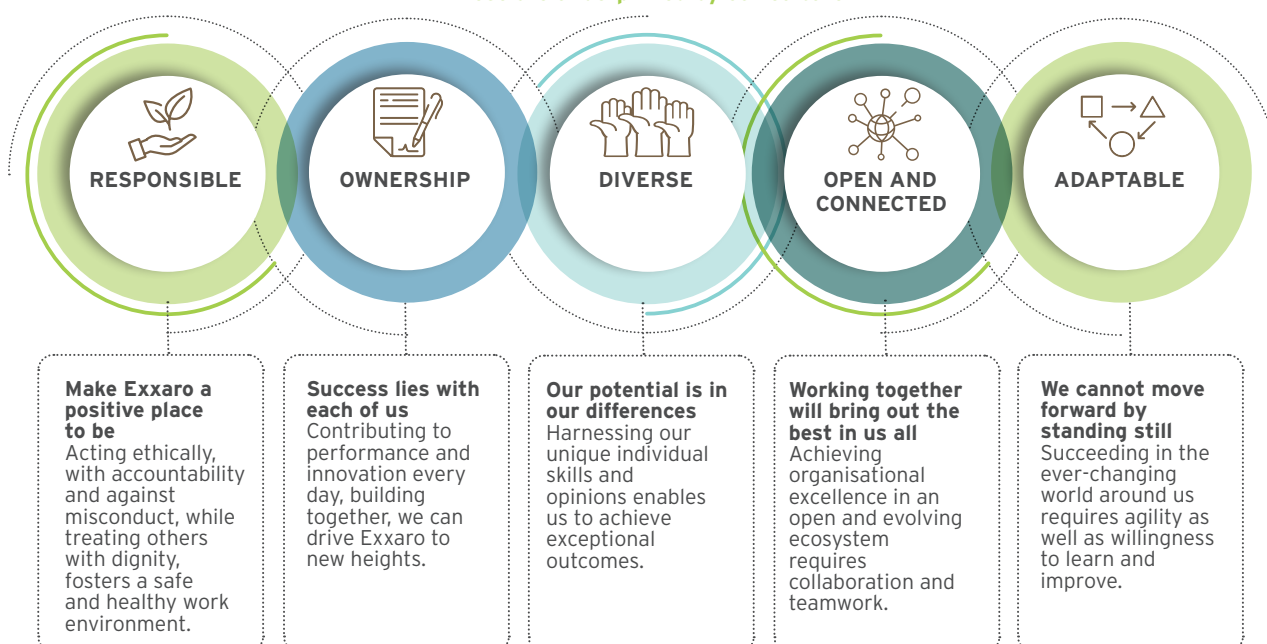 RESPONSIBLE
OWNERSHIP
DIVERSE
OPEN AND
CONNECTED
ADAPTABLE
Make Exxaro a
positive place
to be
Acting ethically,
with accountability
and against
misconduct, while
treating others
with dignity,
fosters a safe
and healthy work
environment.
Success lies with
each of us
Contributing to
performance and
innovation every
day, building
together, we can
drive Exxaro to
new heights.
Our potential is in
our differences
Harnessing our
unique individual
skills and
opinions enables
us to achieve
exceptional
outcomes.
Working together
will bring out the
best in us all
Achieving
organisational
excellence in an
open and evolving
ecosystem
requires
collaboration and
teamwork.
We cannot move
forward by
standing still
Succeeding in the
ever-changing
world around us
requires agility as
well as willingness
to learn and
improve.